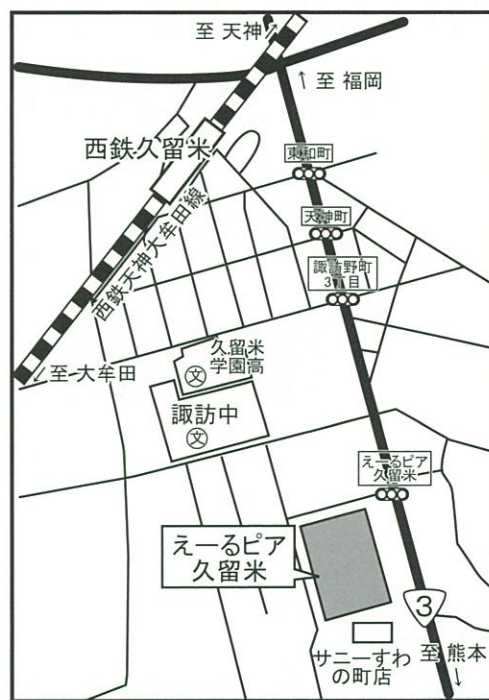 至 天神↗
↑至 福岡
西鉄久留米
東和町
天神町
諏訪野町
3丁目
西鉄天神大牟田線
↙至 大牟田
久留米
学園高
文
諏訪中
文
えーるピア
久留米
えーるピア
久留米
3
サニーすわ
の町店
至 熊本
↓